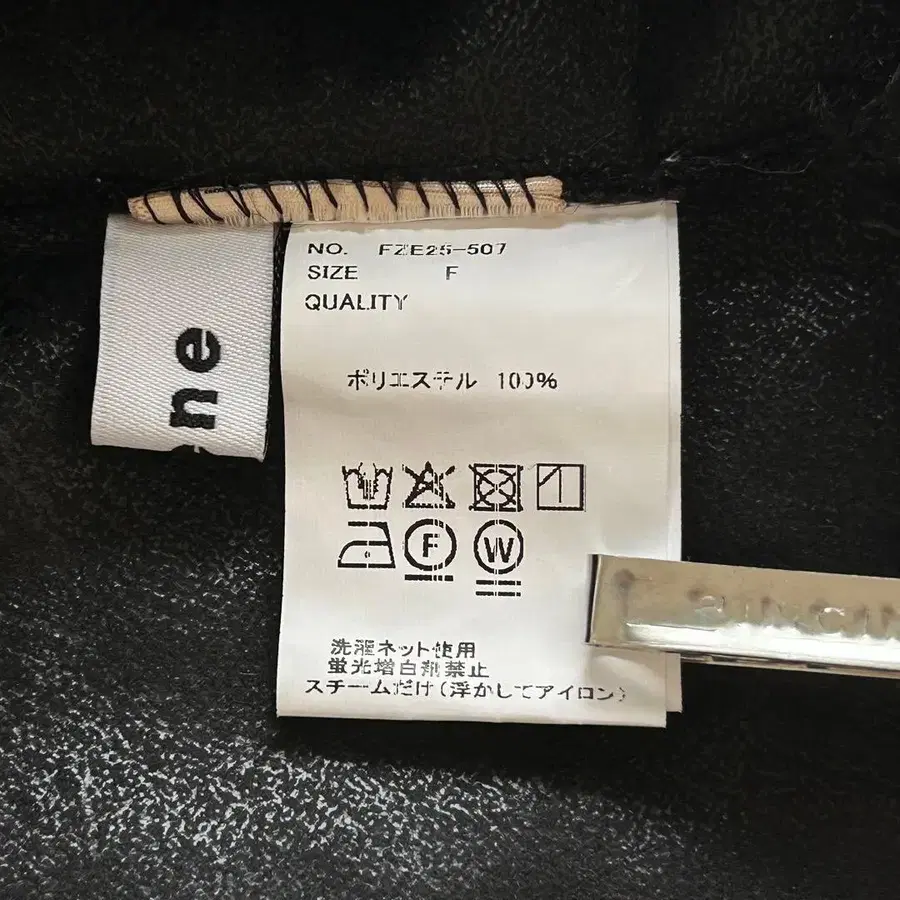 ne
NO. FZE25-507
SIZE F
QUALITY
ポリエステル 100%
F W
洗濯ネット使用
蛍光増白剤禁止
スチームだけ(浮かしてアイロン)